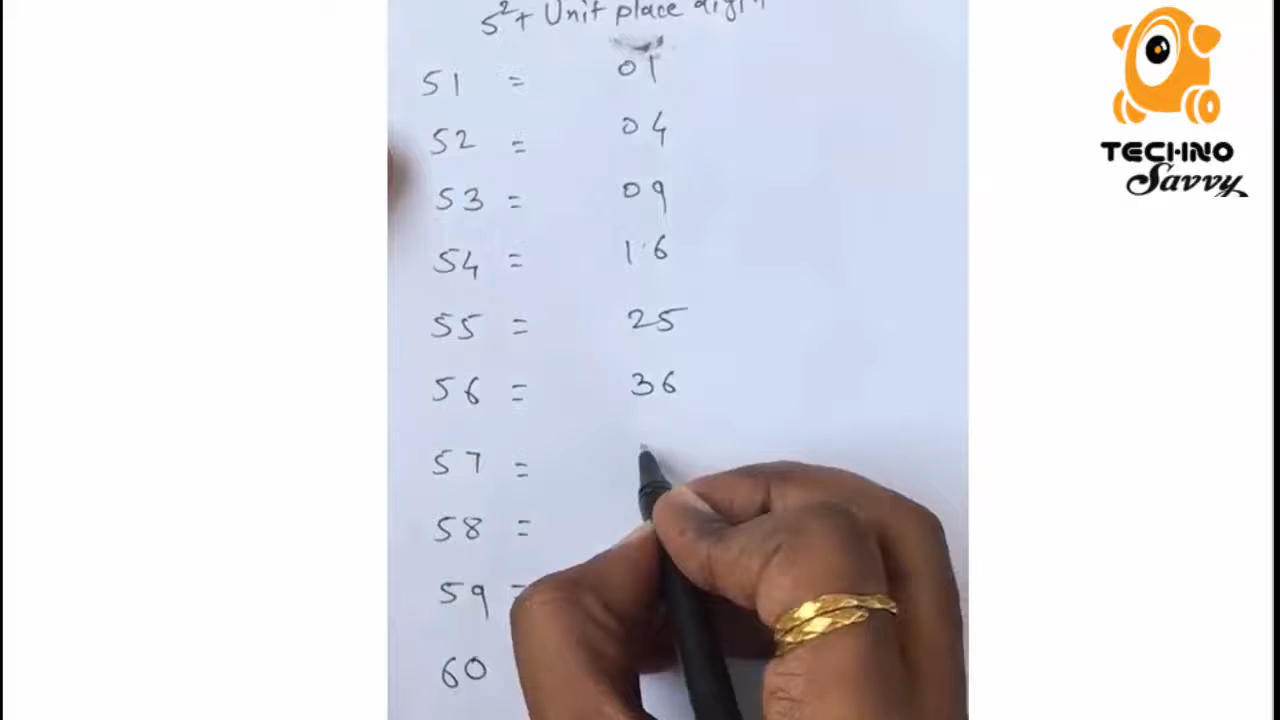 5²+ Unit place digit
51 = 01
52 = 04
53 = 09
54 = 16
55 = 25
56 = 36
57 =
58 =
59 =
60
TECHNO
Savvy